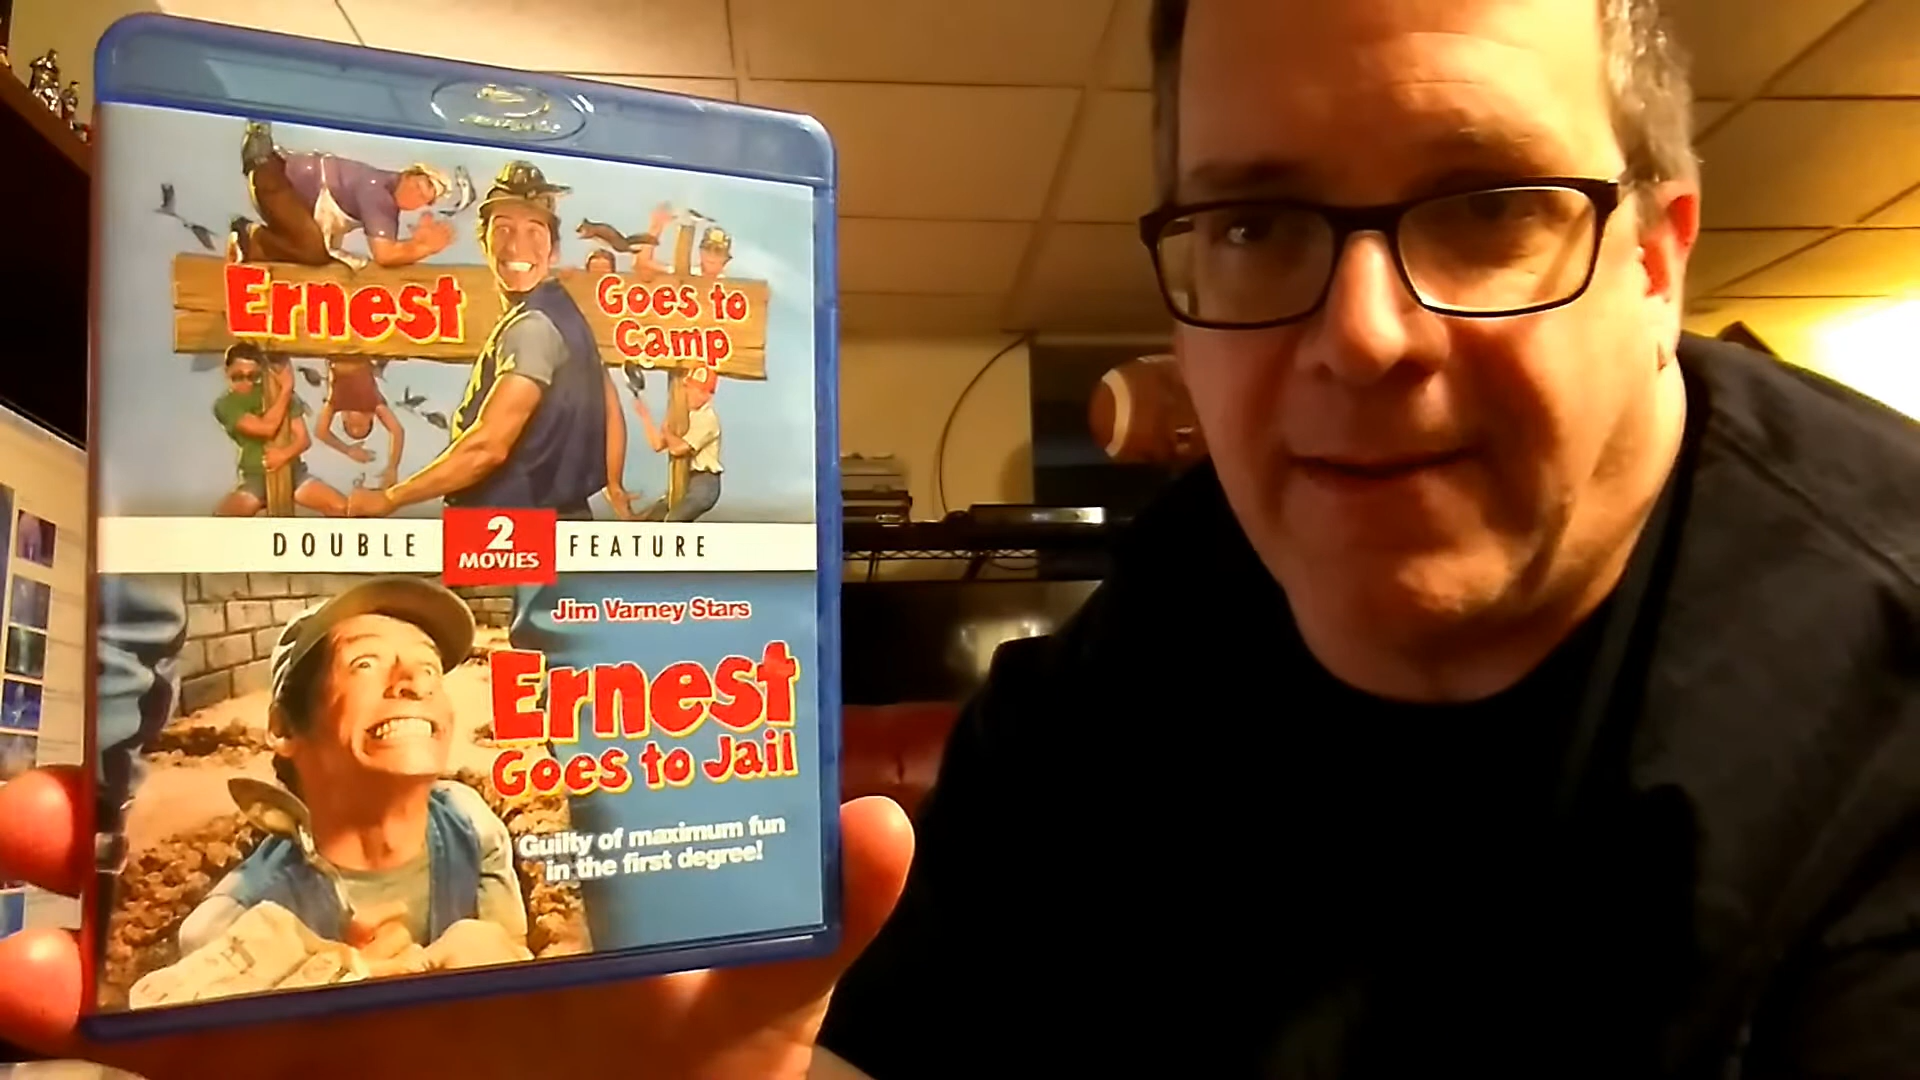 Ernest
Goes to
Camp
DOUBLE 2 MOVIES FEATURE
Jim Varney Stars
Ernest
Goes to Jail
Guilty of maximum fun
in the first degree!